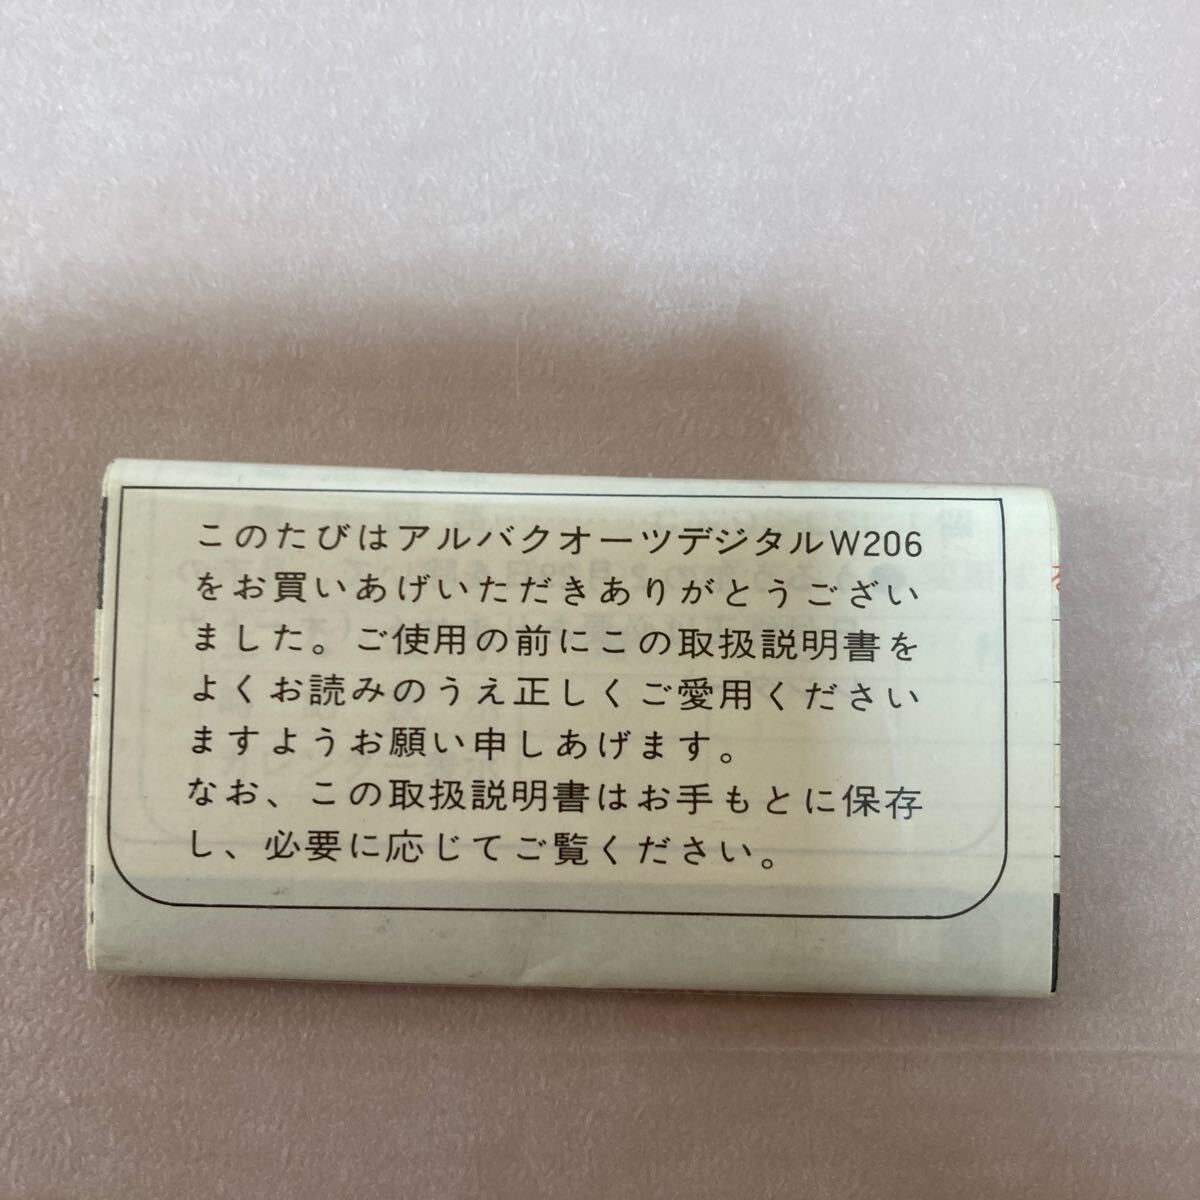 このたびはアルバクオーツデジタルW206
をお買いあげいただきありがとうござい
ました。ご使用の前にこの取扱説明書を
よくお読みのうえ正しくご愛用ください
ますようお願い申しあげます。
なお、この取扱説明書はお手もとに保存
し、必要に応じてご覧ください。